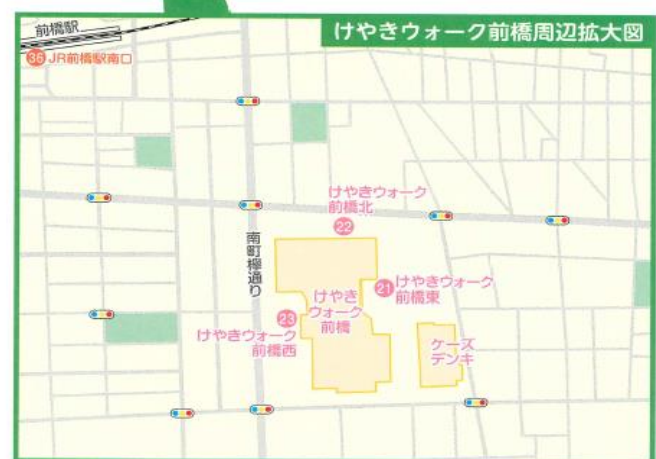 前橋駅
けやきウォーク前橋周辺拡大図
36 JR前橋駅南口
けやきウォーク
前橋北
22
南町欅通り
21 けやきウォーク
前橋東
けやき
ウォーク
前橋
23
けやきウォーク
前橋西
ケーズ
デンキ